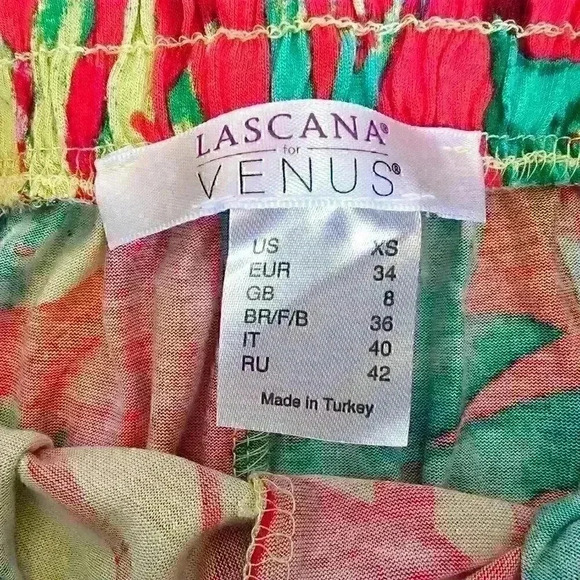 LASCANA®
for
VENUS®
US XS
EUR 34
GB 8
BR/F/B 36
IT 40
RU 42
Made in Turkey